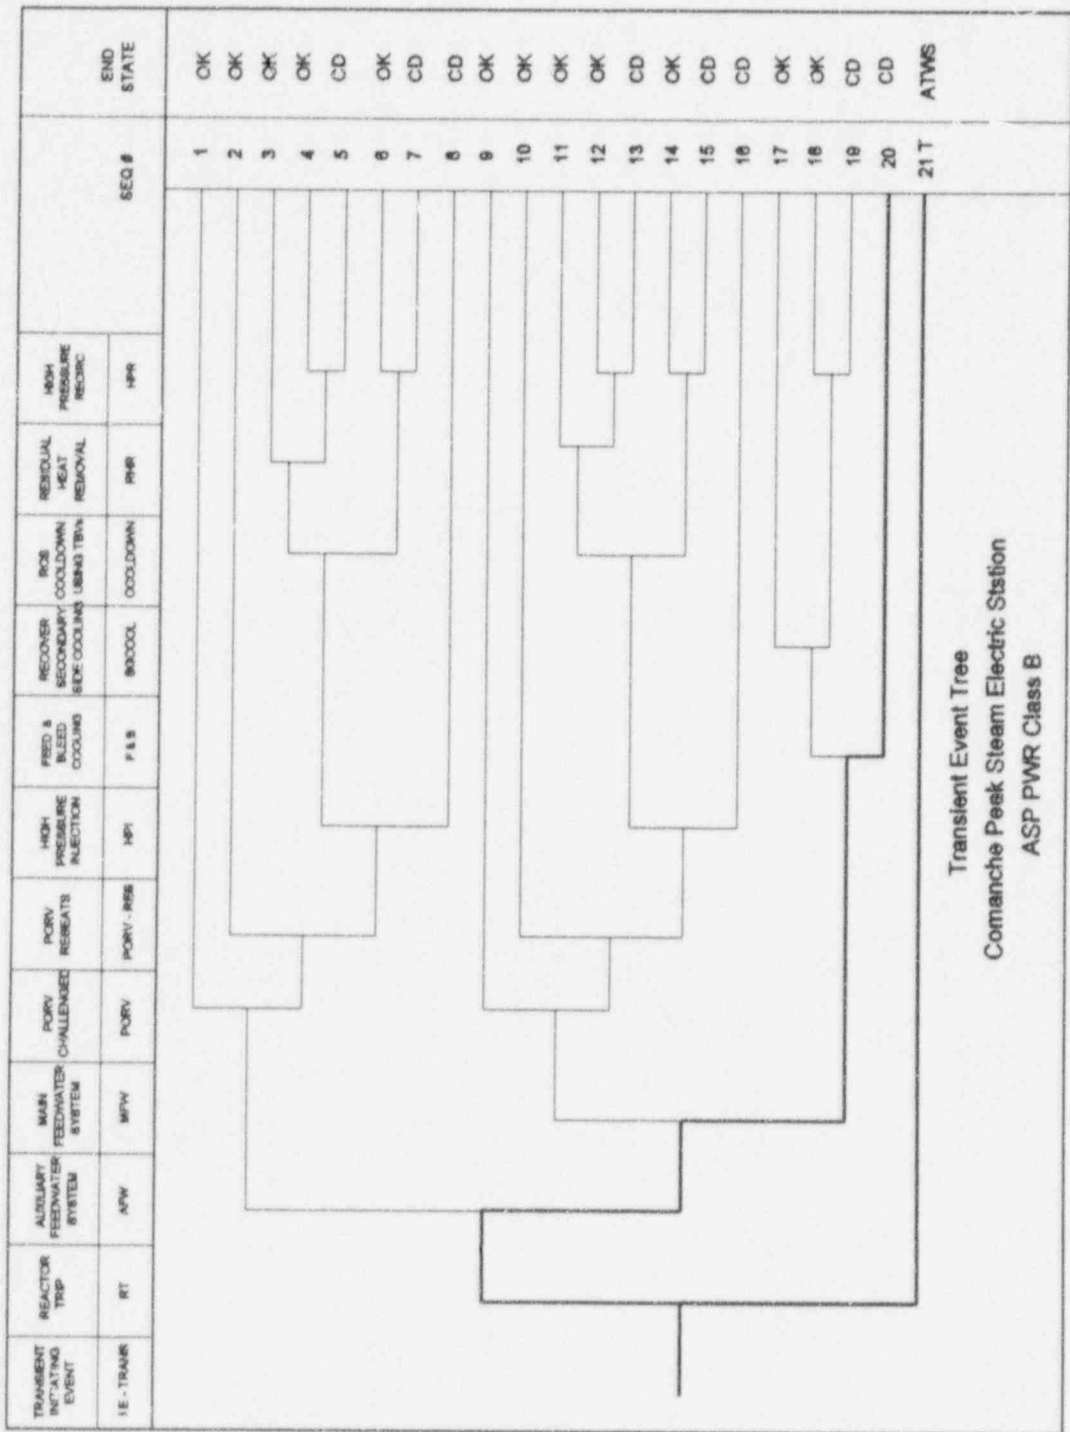 TRANSIENT
INITIATING
EVENT
REACTOR
TRIP
AUXILIARY
FEEDWATER
SYSTEM
MAIN
FEEDWATER
SYSTEM
PORV
CHALLENGED
PORV
RESEATS
HIGH
PRESSURE
INJECTION
FEED &
BLEED
COOLING
RECOVER
SECONDARY
SIDE COOLING
RCS
COOLDOWN
USING TBVs
RESIDUAL
HEAT
REMOVAL
HIGH
PRESSURE
RECIRC
END
STATE
IE - TRANS
RT
AFW
MFW
PORV
PORV - RES
HPI
F & B
SGCOOL
COOLDOWN
RHR
HPR
SEQ #
1 OK
2 OK
3 OK
4 OK
5 CD
6 OK
7 CD
8 CD
9 OK
10 OK
11 OK
12 OK
13 CD
14 OK
15 CD
16 CD
17 OK
18 OK
19 CD
20 CD
21 T ATWS
Transient Event Tree
Comanche Peak Steam Electric Ststion
ASP PWR Class B